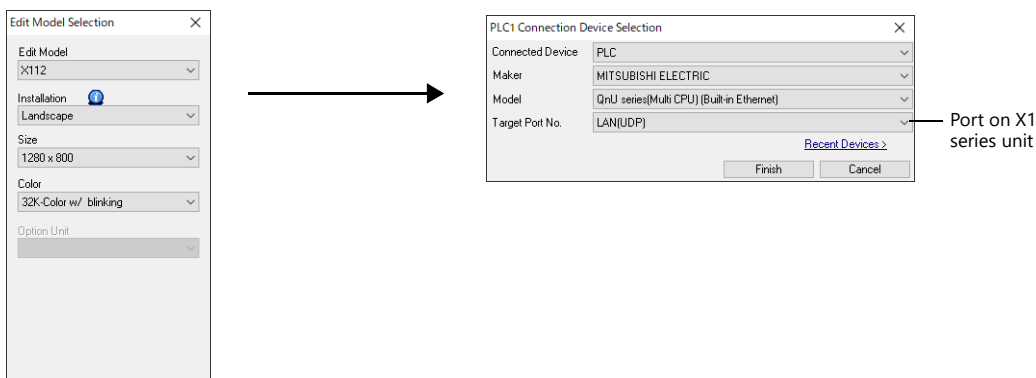 Edit Model Selection
Edit Model
X112
Installation
Landscape
Size
1280 x 800
Color
32K-Color w/ blinking
Option Unit
PLC1 Connection Device Selection
Connected Device PLC
Maker MITSUBISHI ELECTRIC
Model QnU series(Multi CPU) (Built-in Ethernet)
Target Port No. LAN(UDP)
Recent Devices >
Finish Cancel
Port on X1
series unit